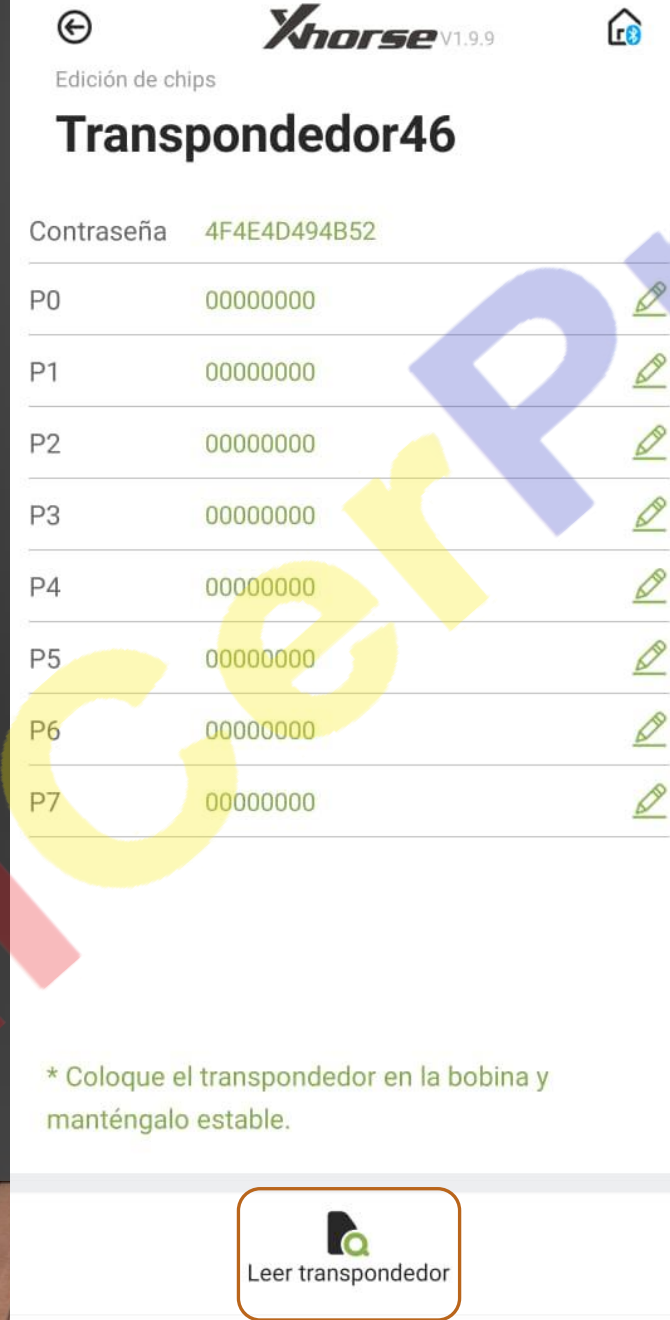 Xhorse V1.9.9
Edición de chips
Transpondedor46
Contraseña 4F4E4D494B52
P0 00000000
P1 00000000
P2 00000000
P3 00000000
P4 00000000
P5 00000000
P6 00000000
P7 00000000
* Coloque el transpondedor en la bobina y
manténgalo estable.
Leer transpondedor